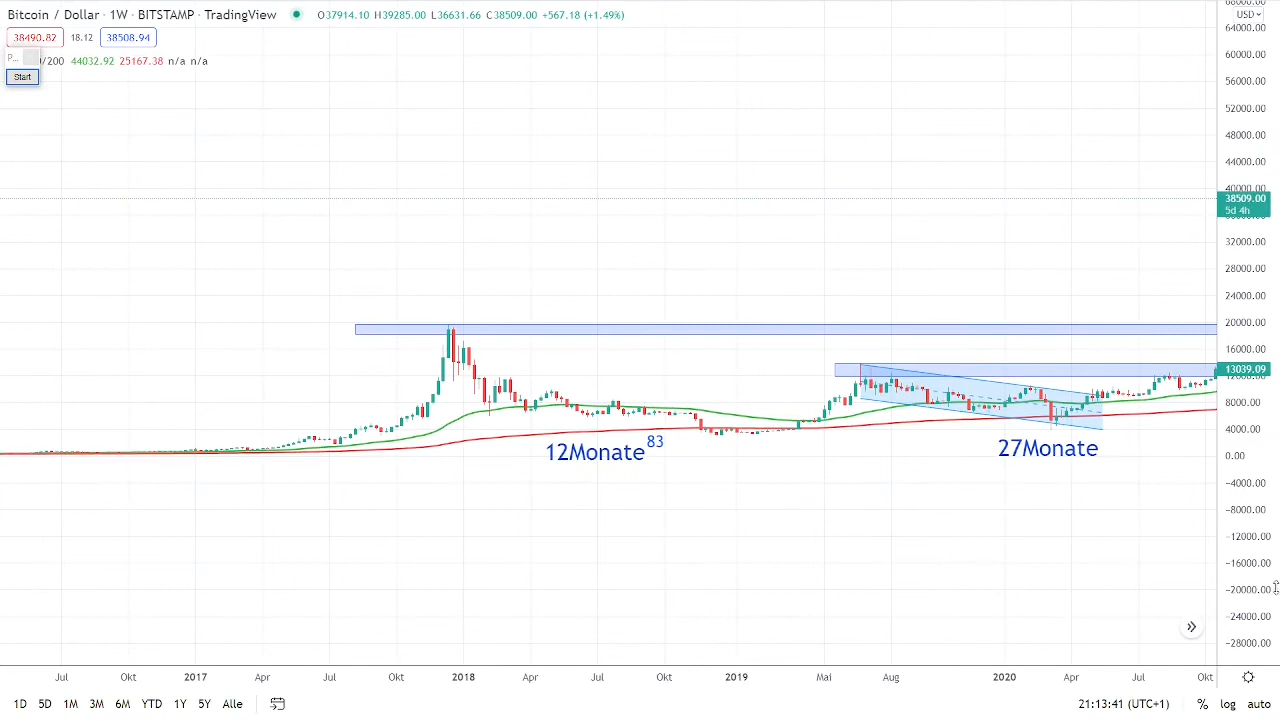 Bitcoin / Dollar · 1W · BITSTAMP · TradingView O37914.10 H39285.00 L36631.66 C38509.00 +567.18 (+1.49%)
38490.82 18.12 38508.94
P...
/200 44032.92 25167.38 n/a n/a
Start
USD
64000.00
60000.00
56000.00
52000.00
48000.00
44000.00
40000.00
38509.00
5d 4h
32000.00
28000.00
24000.00
20000.00
16000.00
13039.09
8000.00
4000.00
0.00
−4000.00
−8000.00
−12000.00
−16000.00
−20000.00
−24000.00
−28000.00
12Monate
83
27Monate
Jul Okt 2017 Apr Jul Okt 2018 Apr Jul Okt 2019 Mai Aug 2020 Apr Jul Okt
1D 5D 1M 3M 6M YTD 1Y 5Y Alle 21:13:41 (UTC+1) % log auto